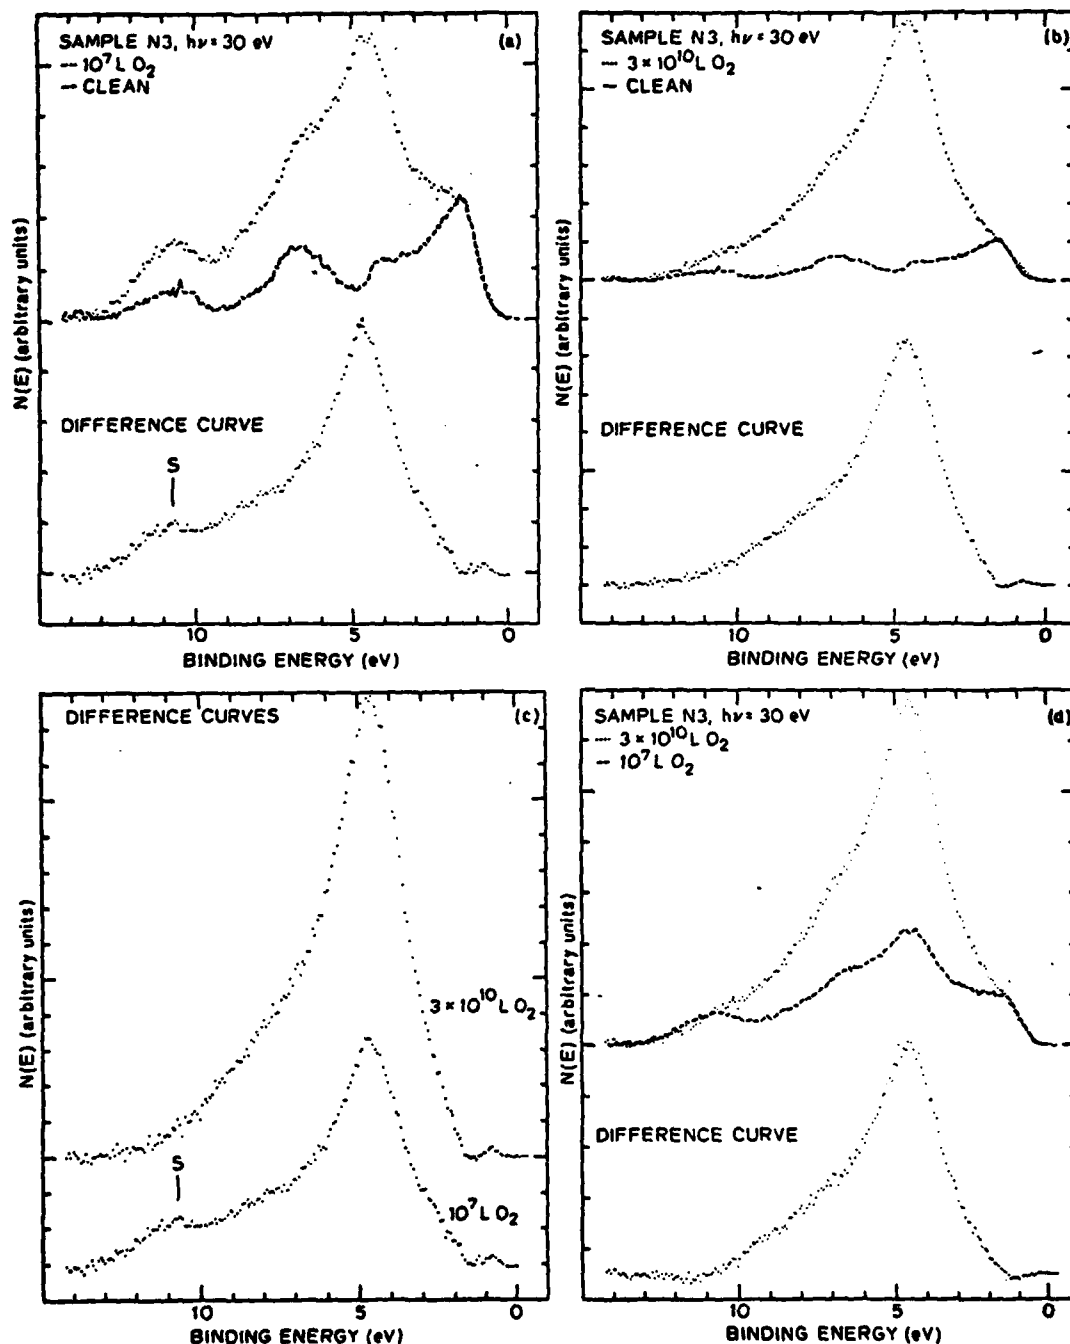 SAMPLE N3, hν = 30 eV (a)
··· 10⁷ L O₂
-- CLEAN
N(E) (arbitrary units)
DIFFERENCE CURVE
S
10 5 0
BINDING ENERGY (eV)
SAMPLE N3, hν = 30 eV (b)
··· 3 × 10¹⁰ L O₂
-- CLEAN
N(E) (arbitrary units)
DIFFERENCE CURVE
10 5 0
BINDING ENERGY (eV)
DIFFERENCE CURVES (c)
N(E) (arbitrary units)
3 × 10¹⁰ L O₂
S
10⁷ L O₂
10 5 0
BINDING ENERGY (eV)
SAMPLE N3, hν = 30 eV (d)
··· 3 × 10¹⁰ L O₂
-- 10⁷ L O₂
N(E) (arbitrary units)
DIFFERENCE CURVE
10 5 0
BINDING ENERGY (eV)